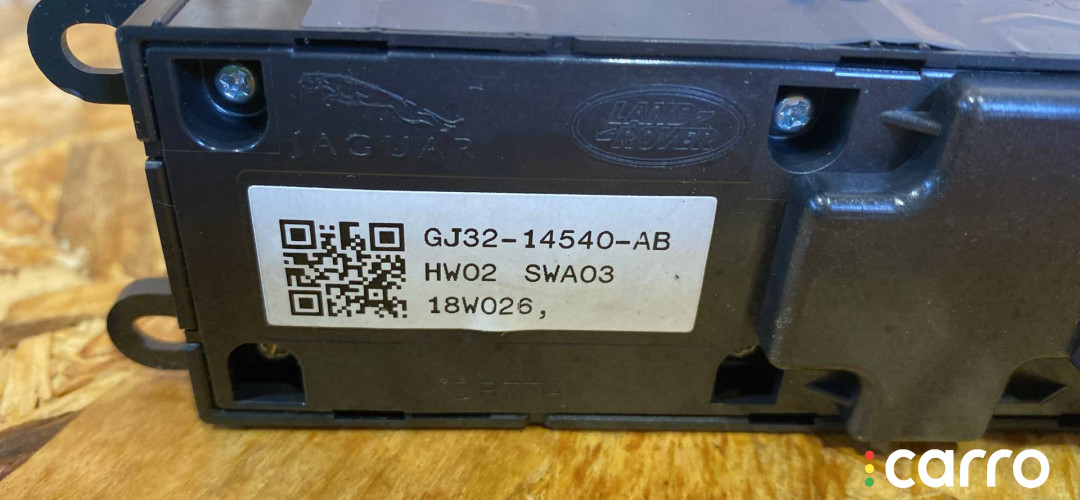 JAGUAR
LAND-
ROVER
GJ32-14540-AB
HW02 SWA03
18W026,
carro